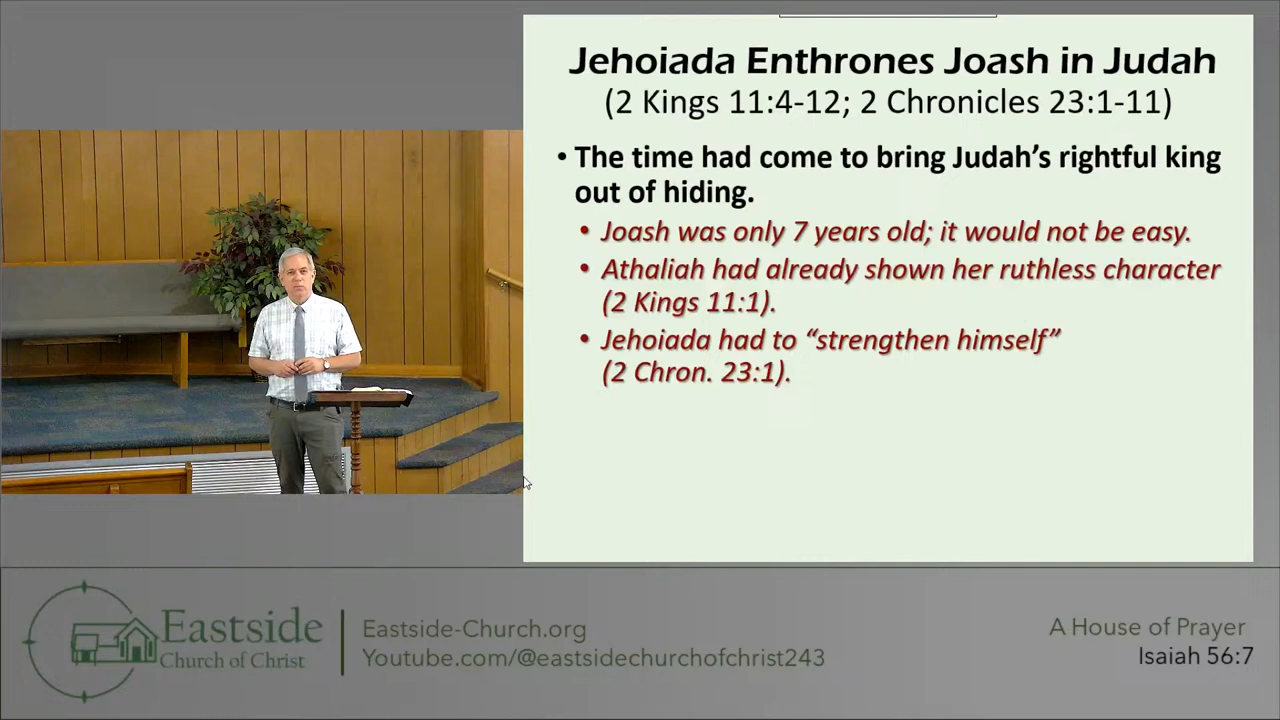 Jehoiada Enthrones Joash in Judah
(2 Kings 11:4-12; 2 Chronicles 23:1-11)
• The time had come to bring Judah’s rightful king
out of hiding.
• Joash was only 7 years old; it would not be easy.
• Athaliah had already shown her ruthless character
(2 Kings 11:1).
• Jehoiada had to “strengthen himself”
(2 Chron. 23:1).
Eastside
Church of Christ
Eastside-Church.org
Youtube.com/@eastsidechurchofchrist243
A House of Prayer
Isaiah 56:7